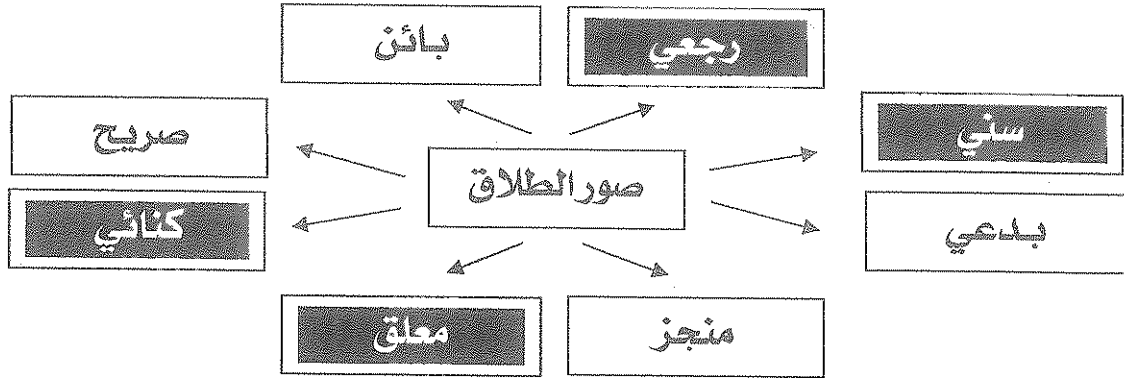 رجعي
بائن
سني
صريح
صور الطلاق
كنائي
بدعي
منجز
معلق